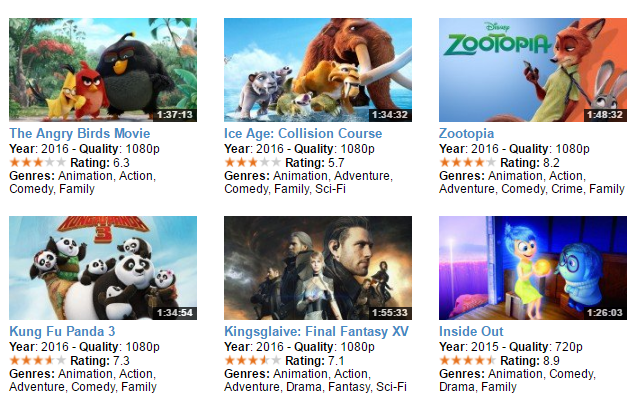 1:37:13
The Angry Birds Movie
Year: 2016 - Quality: 1080p
Rating: 6.3
Genres: Animation, Action,
Comedy, Family
1:34:32
Ice Age: Collision Course
Year: 2016 - Quality: 1080p
Rating: 5.7
Genres: Animation, Adventure,
Comedy, Family, Sci-Fi
Disney
ZOOTOPIA
1:48:32
Zootopia
Year: 2016 - Quality: 1080p
Rating: 8.2
Genres: Animation, Action,
Adventure, Comedy, Crime, Family
3
1:34:54
Kung Fu Panda 3
Year: 2016 - Quality: 1080p
Rating: 7.3
Genres: Animation, Action,
Adventure, Comedy, Family
1:55:33
Kingsglaive: Final Fantasy XV
Year: 2016 - Quality: 1080p
Rating: 7.1
Genres: Animation, Action,
Adventure, Drama, Fantasy, Sci-Fi
1:26:03
Inside Out
Year: 2015 - Quality: 720p
Rating: 8.9
Genres: Animation, Comedy,
Drama, Family